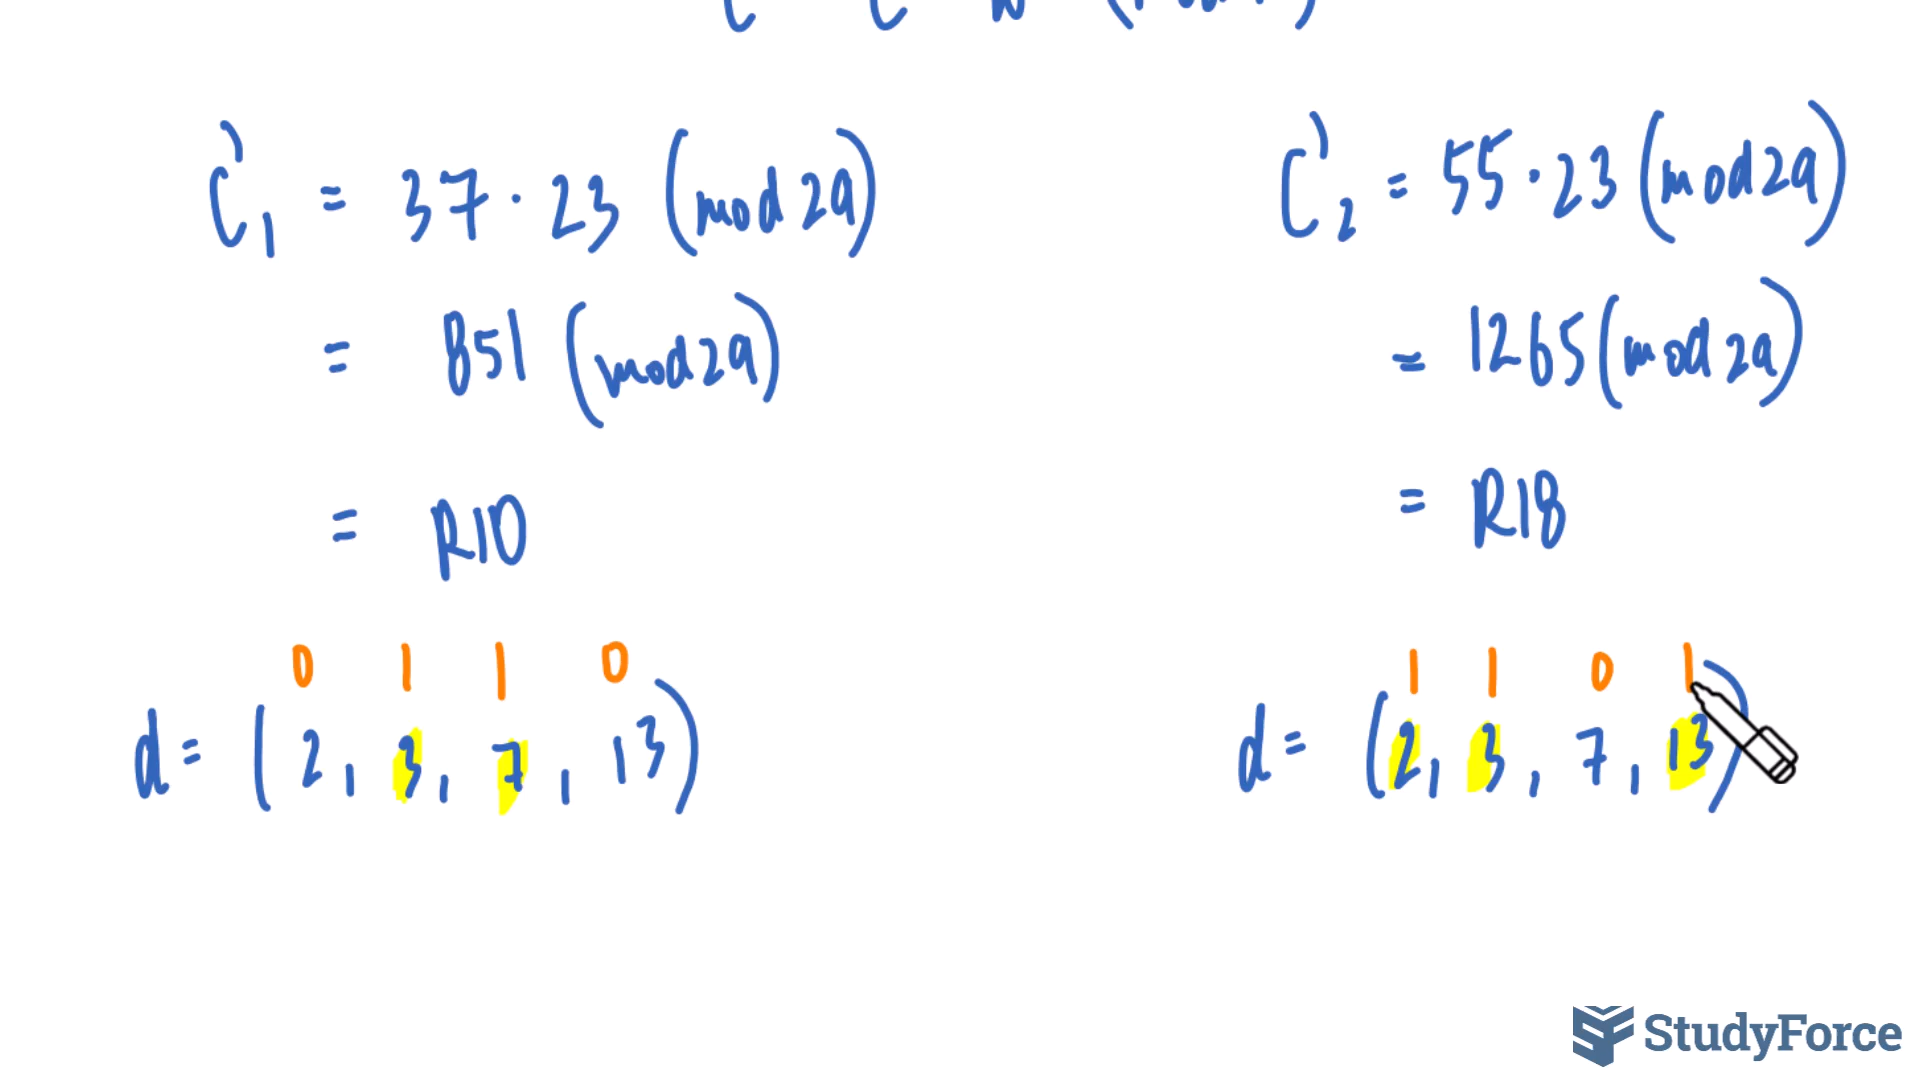 C'₁ = 37 · 23 (mod 29)
= 851 (mod 29)
= R10
0 1 1 0
d = (2, 3, 7, 13)
C'₂ = 55 · 23 (mod 29)
= 1265 (mod 29)
= R18
1 1 0 1
d = (2, 3, 7, 13)
StudyForce